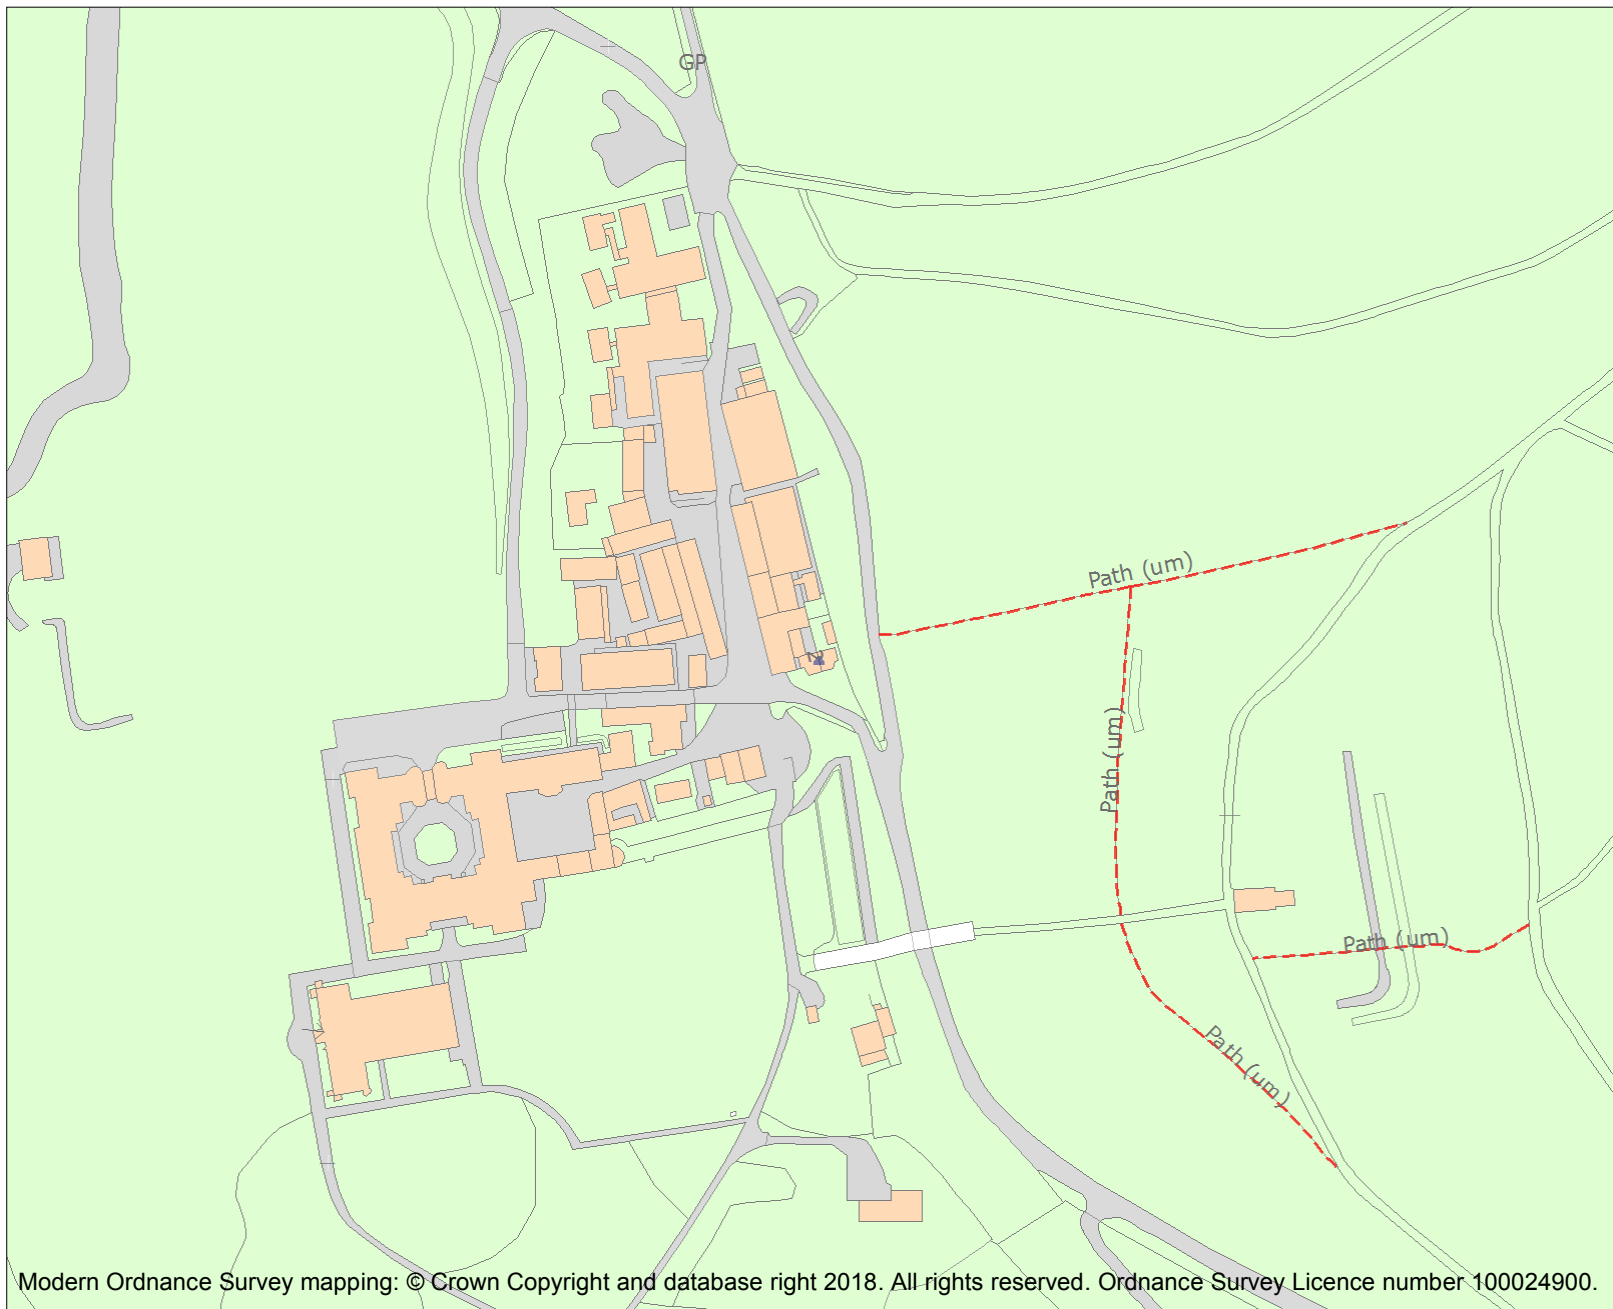 GP
Path (um)
Path (um)
Path (um)
Path (um)
Modern Ordnance Survey mapping: © Crown Copyright and database right 2018. All rights reserved. Ordnance Survey Licence number 100024900.